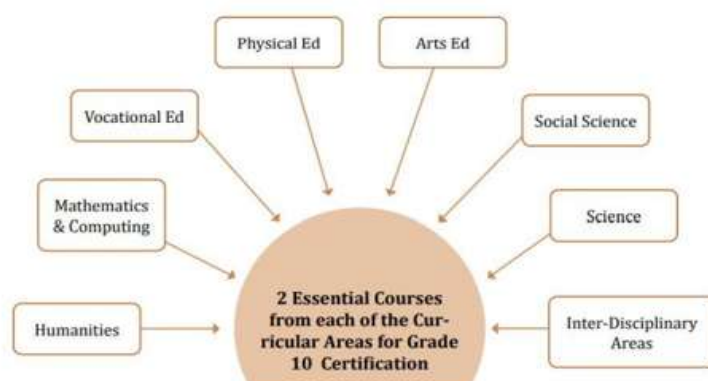 Physical Ed
Arts Ed
Vocational Ed
Social Science
Mathematics
& Computing
Science
Humanities
2 Essential Courses
from each of the Cur-
ricular Areas for Grade
10 Certification
Inter-Disciplinary
Areas